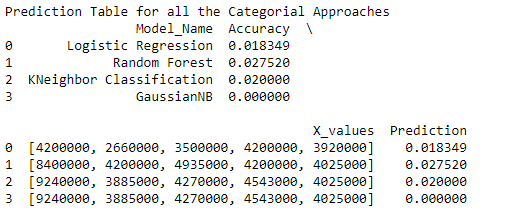 Prediction Table for all the Categorial Approaches
Model_Name Accuracy \
0 Logistic Regression 0.018349
1 Random Forest 0.027520
2 KNeighbor Classification 0.020000
3 GaussianNB 0.000000
X_values Prediction
0 [4200000, 2660000, 3500000, 4200000, 3920000] 0.018349
1 [8400000, 4200000, 4935000, 4200000, 4025000] 0.027520
2 [9240000, 3885000, 4270000, 4543000, 4025000] 0.020000
3 [9240000, 3885000, 4270000, 4543000, 4025000] 0.000000